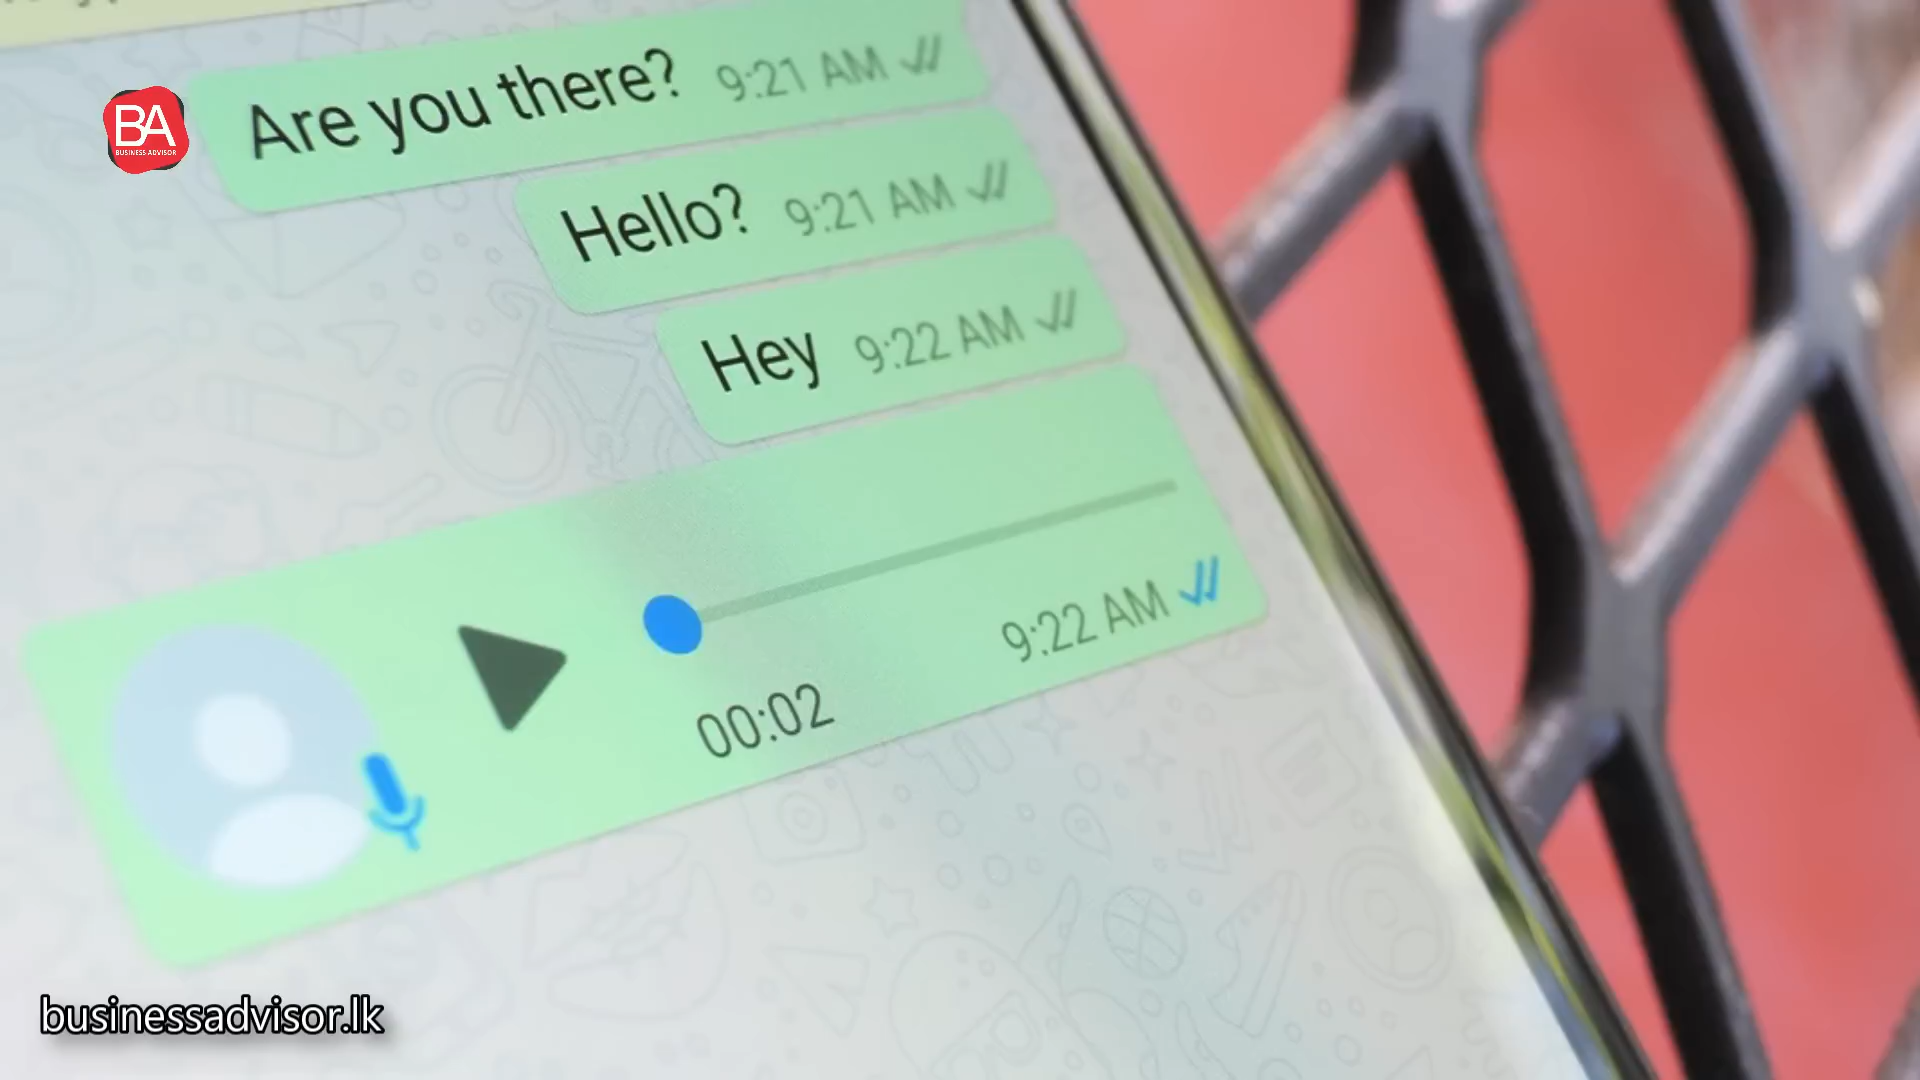 Are you there? 9:21 AM
BA
BUSINESS ADVISOR
Hello? 9:21 AM
Hey 9:22 AM
9:22 AM
00:02
businessadvisor.lk